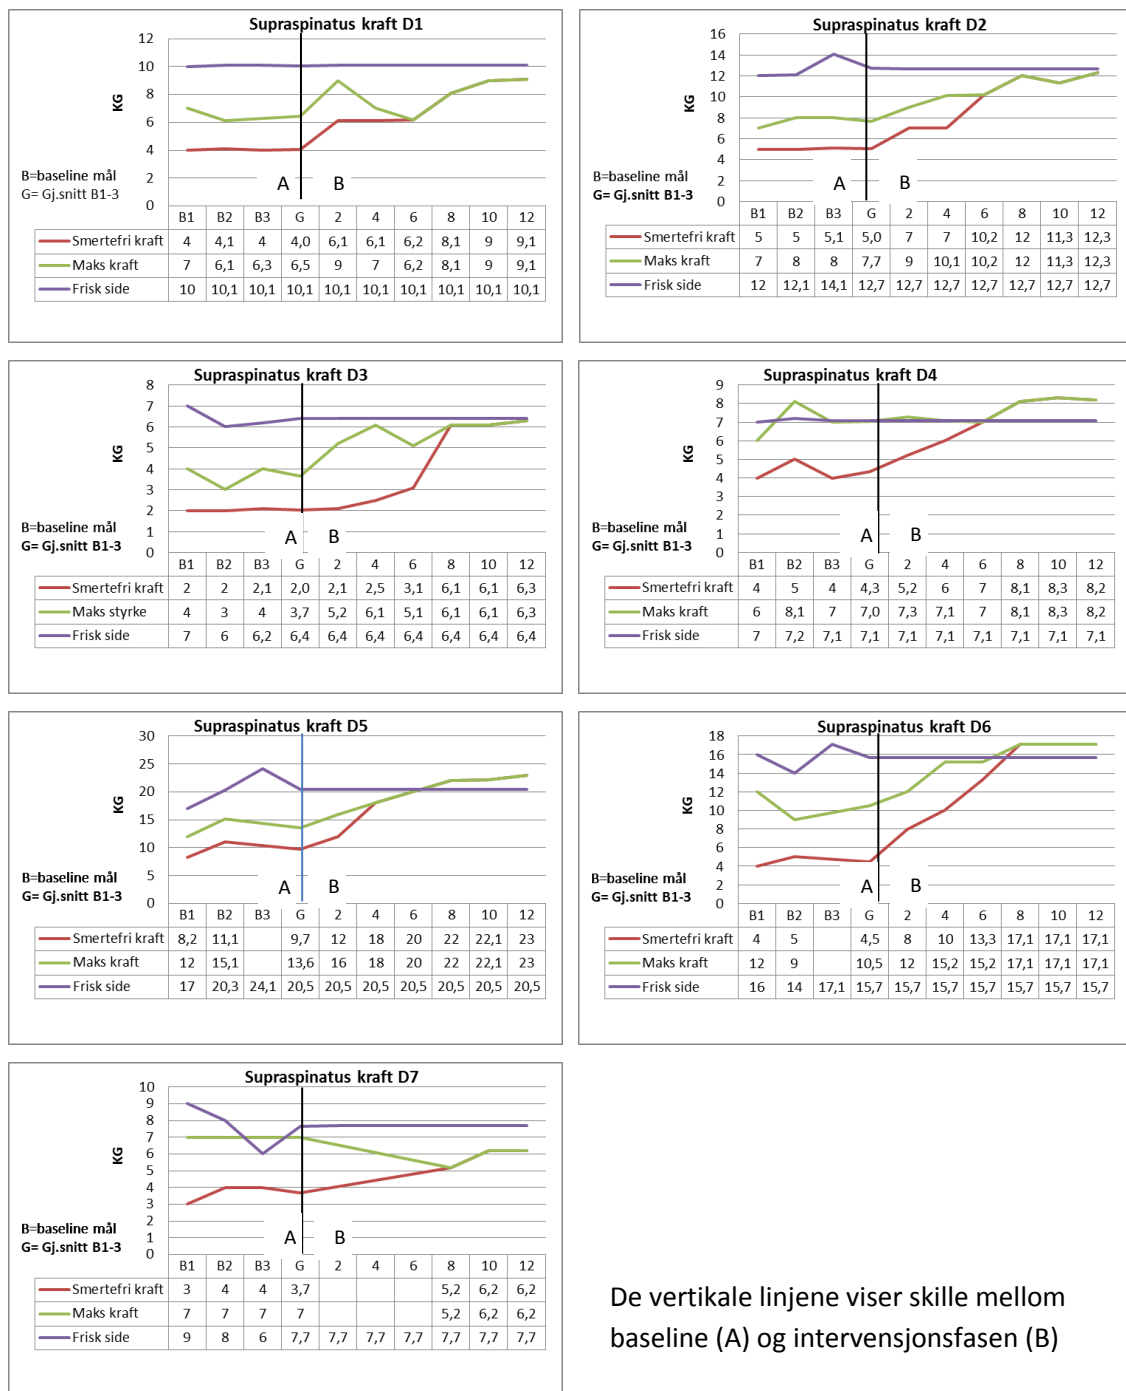 Supraspinatus kraft D1
12
10
8
6
4
2
0
KG
B=baseline mål
G= Gj.snitt B1-3
A B
B1 B2 B3 G 2 4 6 8 10 12
Smertefri kraft 4 4,1 4 4,0 6,1 6,1 6,2 8,1 9 9,1
Maks kraft 7 6,1 6,3 6,5 9 7 6,2 8,1 9 9,1
Frisk side 10 10,1 10,1 10,1 10,1 10,1 10,1 10,1 10,1 10,1
Supraspinatus kraft D2
16
14
12
10
8
6
4
2
0
KG
B=baseline mål
G= Gj.snitt B1-3
A B
B1 B2 B3 G 2 4 6 8 10 12
Smertefri kraft 5 5 5,1 5,0 7 7 10,2 12 11,3 12,3
Maks kraft 7 8 8 7,7 9 10,1 10,2 12 11,3 12,3
Frisk side 12 12,1 14,1 12,7 12,7 12,7 12,7 12,7 12,7 12,7
Supraspinatus kraft D3
8
7
6
5
4
3
2
1
0
KG
B=baseline mål
G= Gj.snitt B1-3
A B
B1 B2 B3 G 2 4 6 8 10 12
Smertefri kraft 2 2 2,1 2,0 2,1 2,5 3,1 6,1 6,1 6,3
Maks styrke 4 3 4 3,7 5,2 6,1 5,1 6,1 6,1 6,3
Frisk side 7 6 6,2 6,4 6,4 6,4 6,4 6,4 6,4 6,4
Supraspinatus kraft D4
9
8
7
6
5
4
3
2
1
0
KG
B=baseline mål
G= Gj.snitt B1-3
A B
B1 B2 B3 G 2 4 6 8 10 12
Smertefri kraft 4 5 4 4,3 5,2 6 7 8,1 8,3 8,2
Maks kraft 6 8,1 7 7,0 7,3 7,1 7 8,1 8,3 8,2
Frisk side 7 7,2 7,1 7,1 7,1 7,1 7,1 7,1 7,1 7,1
Supraspinatus kraft D5
30
25
20
15
10
5
0
KG
B=baseline mål
G= Gj.snitt B1-3
A B
B1 B2 B3 G 2 4 6 8 10 12
Smertefri kraft 8,2 11,1 9,7 12 18 20 22 22,1 23
Maks kraft 12 15,1 13,6 16 18 20 22 22,1 23
Frisk side 17 20,3 24,1 20,5 20,5 20,5 20,5 20,5 20,5 20,5
Supraspinatus kraft D6
18
16
14
12
10
8
6
4
2
0
KG
B=baseline mål
G= Gj.snitt B1-3
A B
B1 B2 B3 G 2 4 6 8 10 12
Smertefri kraft 4 5 4,5 8 10 13,3 17,1 17,1 17,1
Maks kraft 12 9 10,5 12 15,2 15,2 17,1 17,1 17,1
Frisk side 16 14 17,1 15,7 15,7 15,7 15,7 15,7 15,7 15,7
Supraspinatus kraft D7
10
9
8
7
6
5
4
3
2
1
0
KG
B=baseline mål
G= Gj.snitt B1-3
A B
B1 B2 B3 G 2 4 6 8 10 12
Smertefri kraft 3 4 4 3,7 5,2 6,2 6,2
Maks kraft 7 7 7 7 5,2 6,2 6,2
Frisk side 9 8 6 7,7 7,7 7,7 7,7 7,7 7,7 7,7
De vertikale linjene viser skille mellom
baseline (A) og intervensjonsfasen (B)